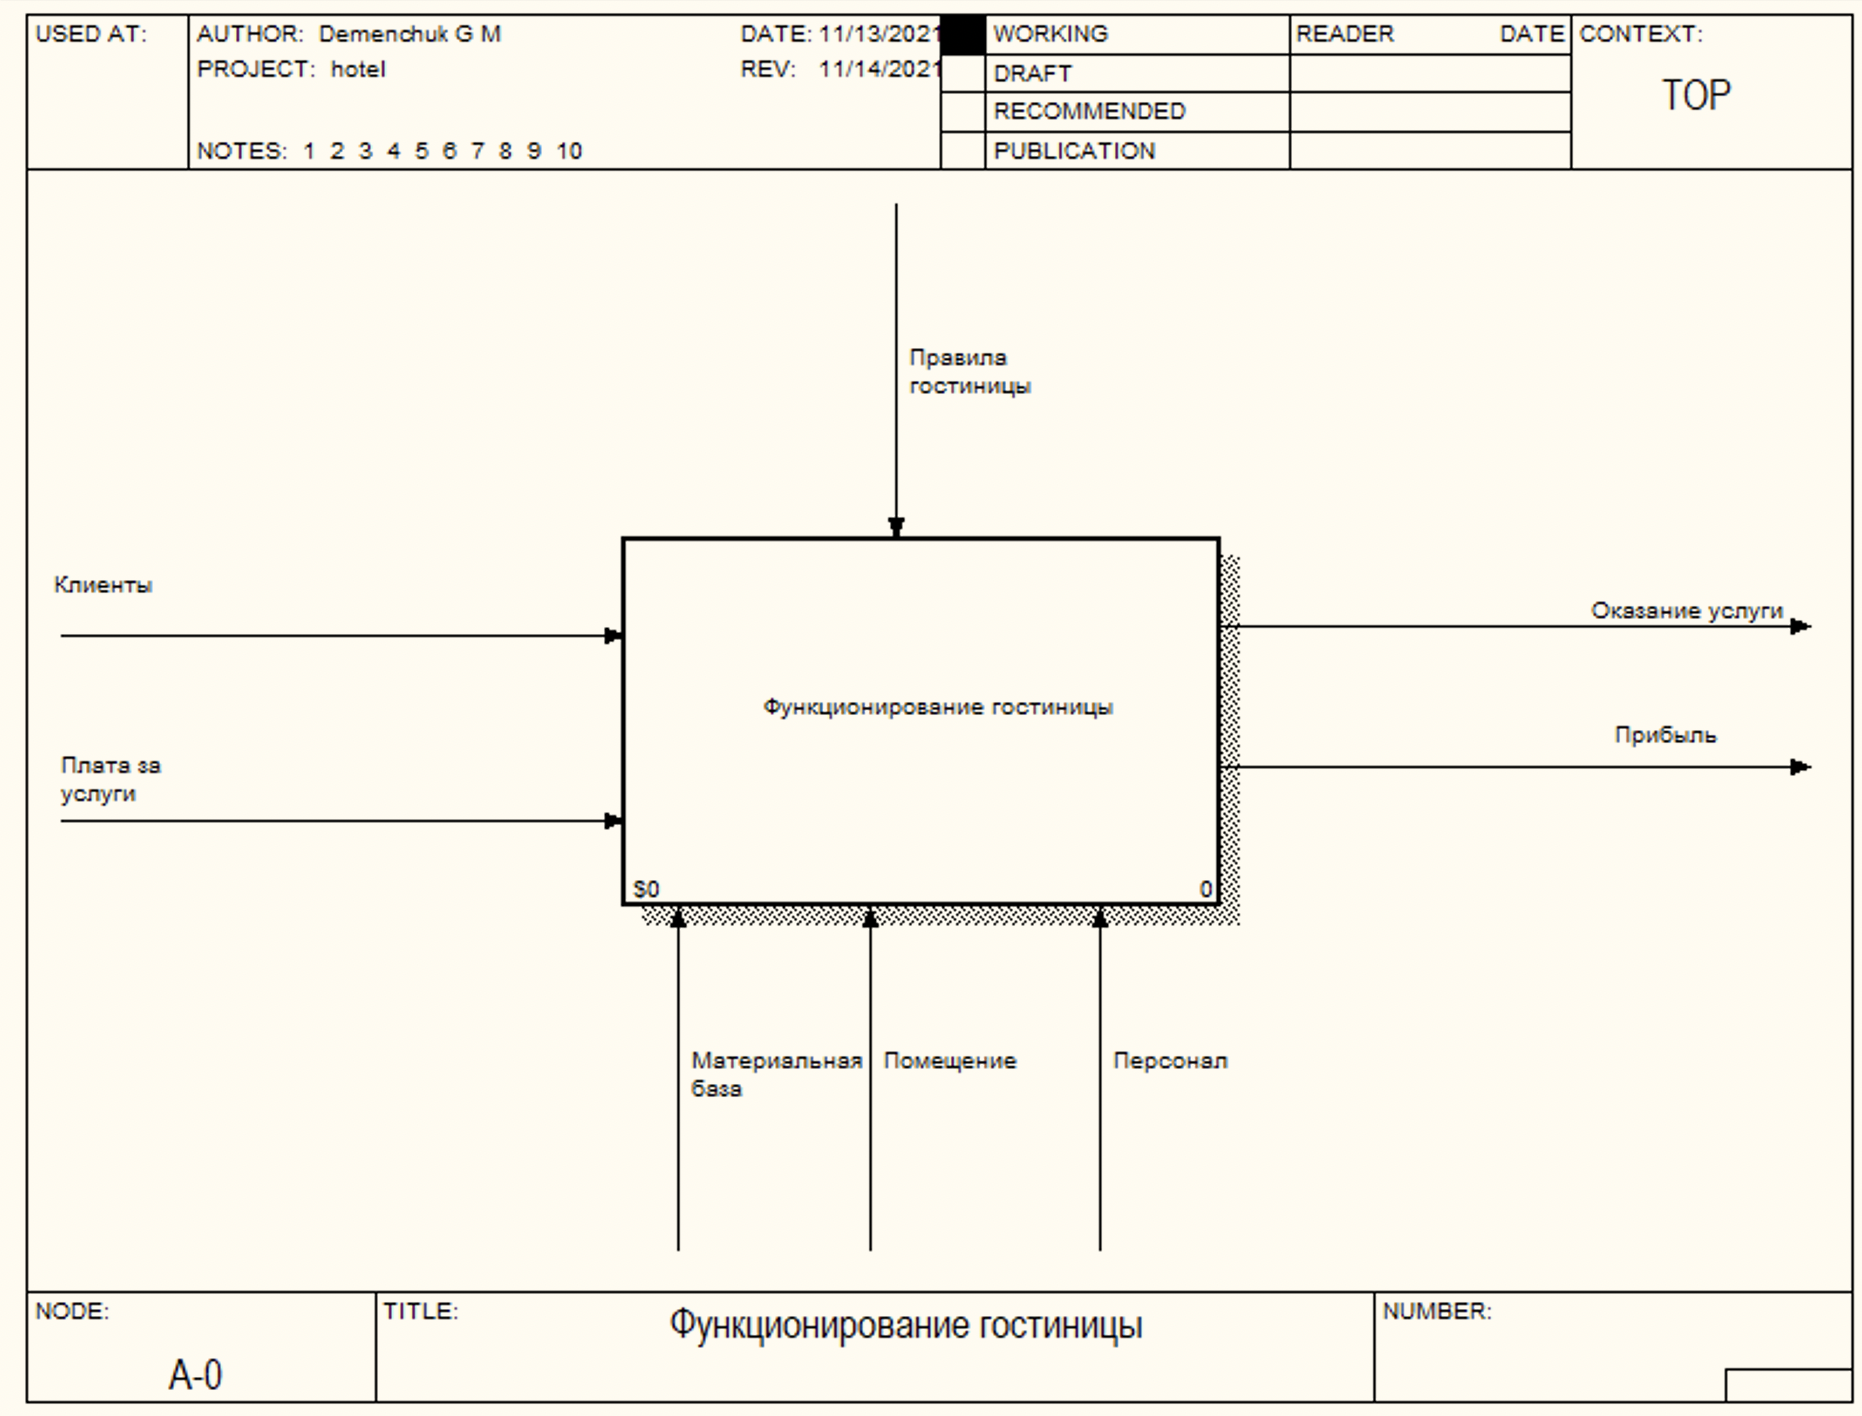 USED AT:
AUTHOR: Demenchuk G M
DATE: 11/13/2021
PROJECT: hotel
REV: 11/14/2021
NOTES: 1 2 3 4 5 6 7 8 9 10
WORKING
DRAFT
RECOMMENDED
PUBLICATION
READER DATE
CONTEXT:
TOP
Правила
гостиницы
Клиенты
Оказание услуги
Функционирование гостиницы
Прибыль
Плата за
услуги
$0
0
Материальная
база
Помещение
Персонал
NODE:
A-0
TITLE:
Функционирование гостиницы
NUMBER: